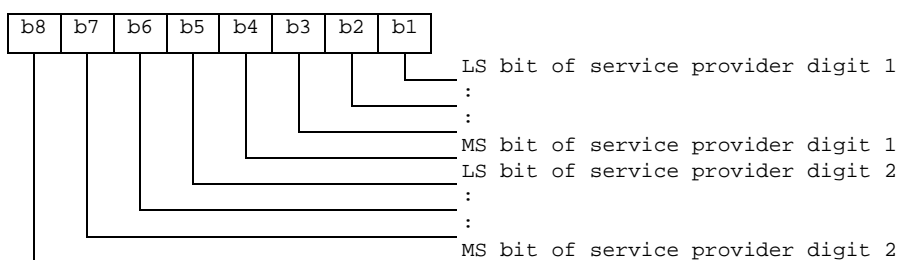 b8 b7 b6 b5 b4 b3 b2 b1
LS bit of service provider digit 1
:
:
MS bit of service provider digit 1
LS bit of service provider digit 2
:
:
MS bit of service provider digit 2